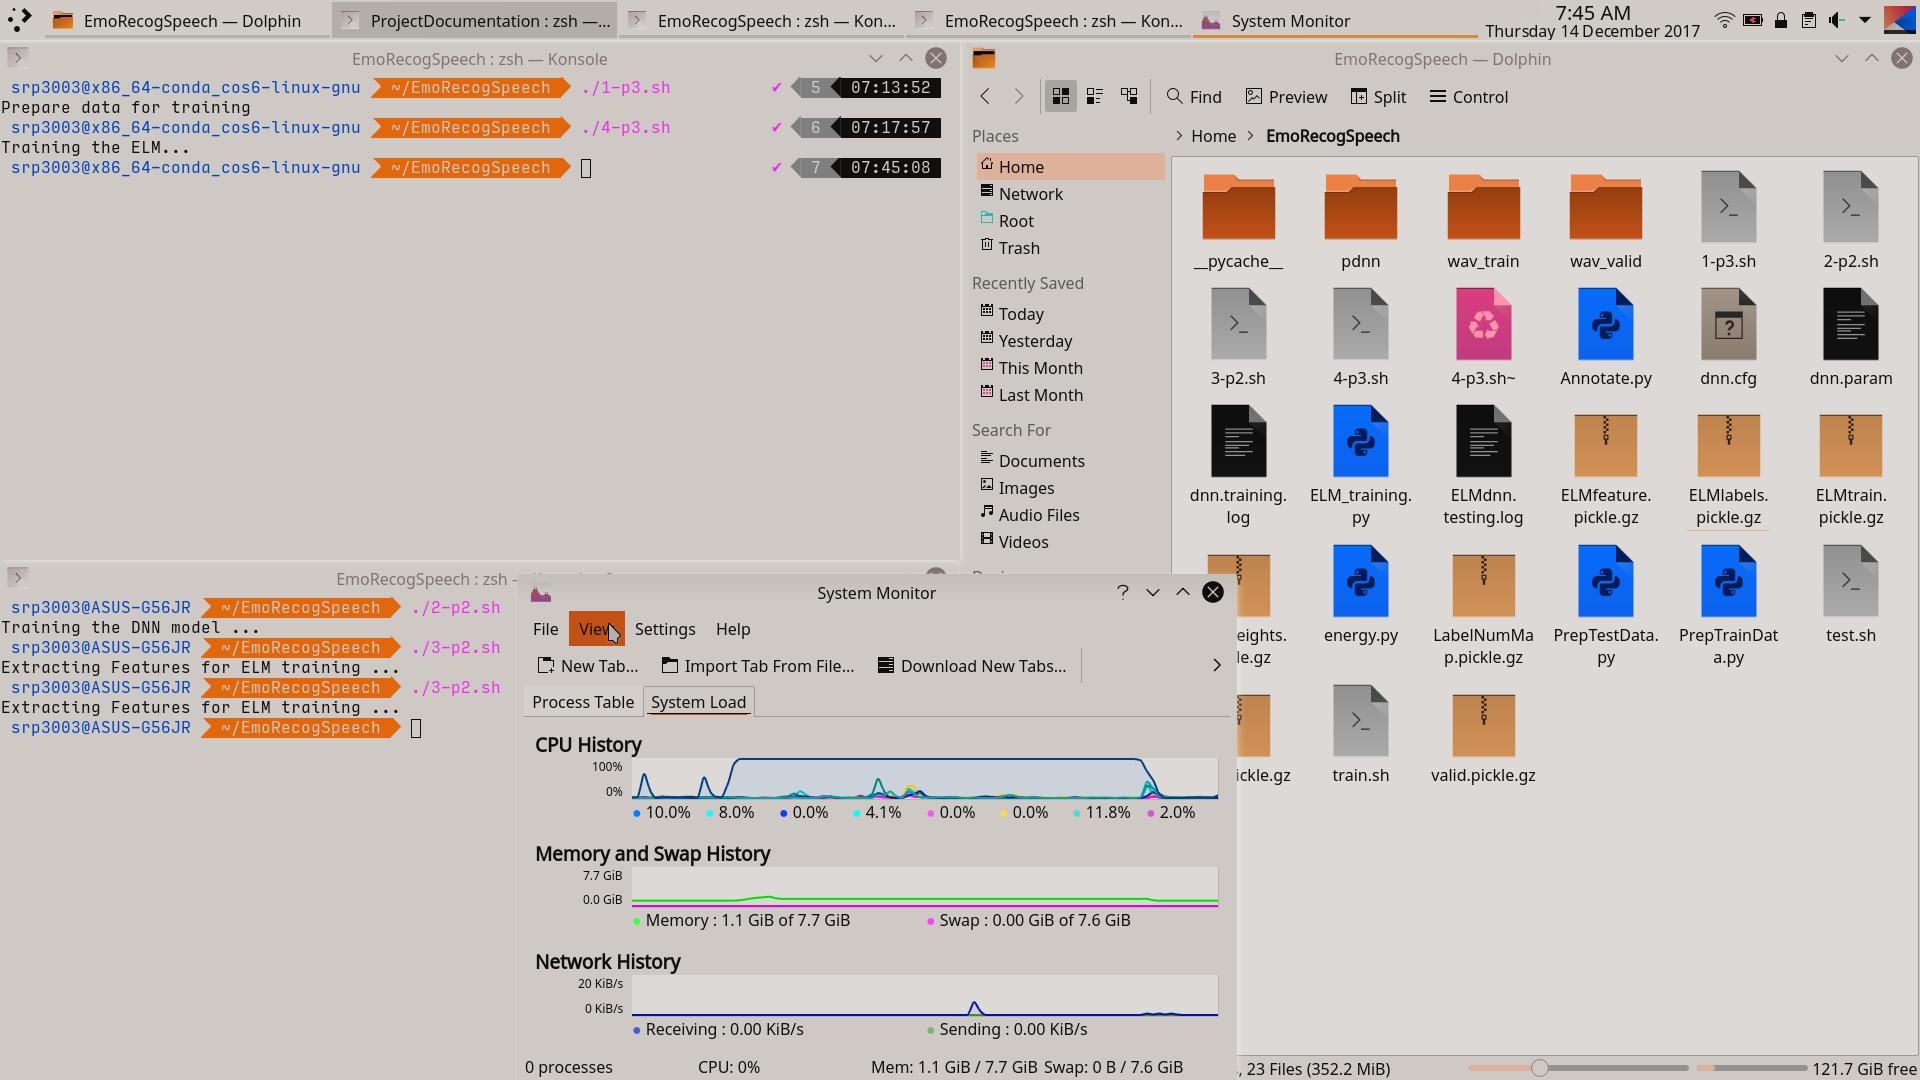 EmoRecogSpeech — Dolphin
ProjectDocumentation : zsh —...
EmoRecogSpeech : zsh — Kon...
EmoRecogSpeech : zsh — Kon...
System Monitor
7:45 AM
Thursday 14 December 2017
EmoRecogSpeech : zsh — Konsole
srp3003@x86_64-conda_cos6-linux-gnu ~/EmoRecogSpeech ./1-p3.sh ✔ 5 07:13:52
Prepare data for training
srp3003@x86_64-conda_cos6-linux-gnu ~/EmoRecogSpeech ./4-p3.sh ✔ 6 07:17:57
Training the ELM...
srp3003@x86_64-conda_cos6-linux-gnu ~/EmoRecogSpeech ✔ 7 07:45:08
EmoRecogSpeech — Dolphin
Find Preview Split Control
Places
Home
Network
Root
Trash
Recently Saved
Today
Yesterday
This Month
Last Month
Search For
Documents
Images
Audio Files
Videos
> Home > EmoRecogSpeech
__pycache__ pdnn wav_train wav_valid 1-p3.sh 2-p2.sh
3-p2.sh 4-p3.sh 4-p3.sh~ Annotate.py dnn.cfg dnn.param
dnn.training. ELM_training. ELMdnn. ELMfeature. ELMlabels. ELMtrain.
log py testing.log pickle.gz pickle.gz pickle.gz
eights. energy.py LabelNumMa PrepTestData. PrepTrainDat test.sh
le.gz p.pickle.gz py a.py
ickle.gz train.sh valid.pickle.gz
, 23 Files (352.2 MiB)
121.7 GiB free
EmoRecogSpeech : zsh
srp3003@ASUS-G56JR ~/EmoRecogSpeech ./2-p2.sh
Training the DNN model ...
srp3003@ASUS-G56JR ~/EmoRecogSpeech ./3-p2.sh
Extracting Features for ELM training ...
srp3003@ASUS-G56JR ~/EmoRecogSpeech ./3-p2.sh
Extracting Features for ELM training ...
srp3003@ASUS-G56JR ~/EmoRecogSpeech
System Monitor
File View Settings Help
New Tab... Import Tab From File... Download New Tabs...
Process Table System Load
CPU History
100%
0%
10.0% 8.0% 0.0% 4.1% 0.0% 0.0% 11.8% 2.0%
Memory and Swap History
7.7 GiB
0.0 GiB
Memory : 1.1 GiB of 7.7 GiB Swap : 0.00 GiB of 7.6 GiB
Network History
20 KiB/s
0 KiB/s
Receiving : 0.00 KiB/s Sending : 0.00 KiB/s
0 processes CPU: 0% Mem: 1.1 GiB / 7.7 GiB Swap: 0 B / 7.6 GiB